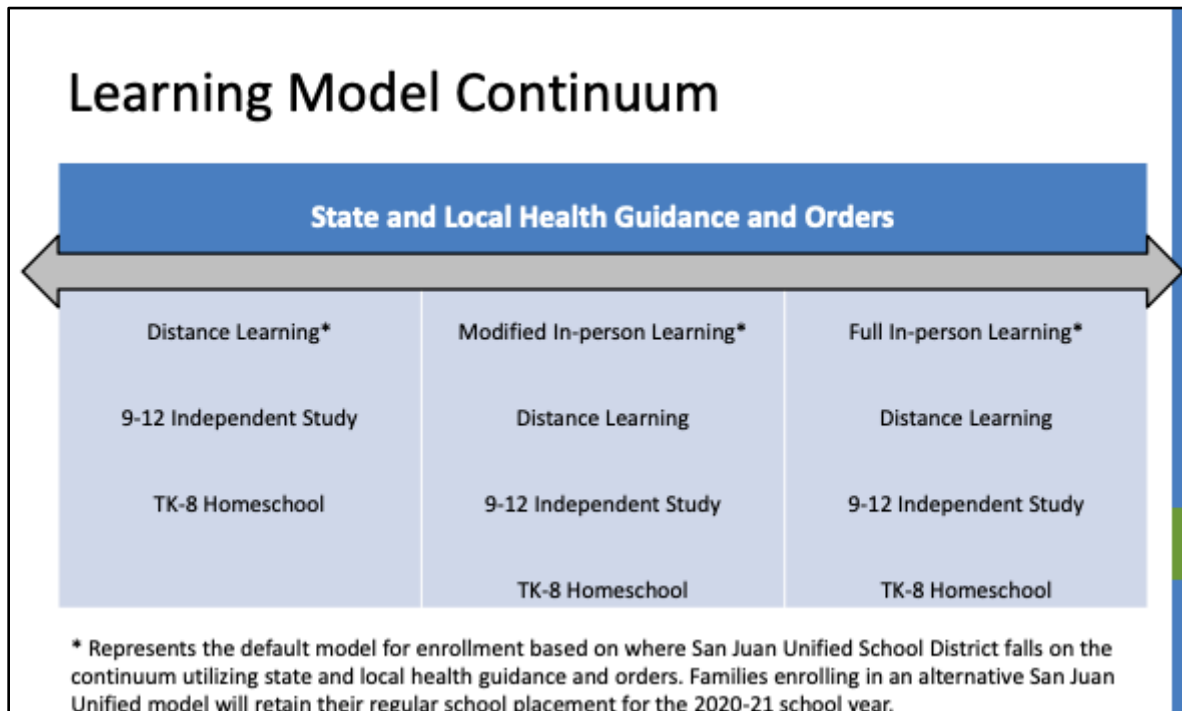 Learning Model Continuum
State and Local Health Guidance and Orders
Distance Learning*
Modified In-person Learning*
Full In-person Learning*
9-12 Independent Study
Distance Learning
Distance Learning
TK-8 Homeschool
9-12 Independent Study
9-12 Independent Study
TK-8 Homeschool
TK-8 Homeschool
* Represents the default model for enrollment based on where San Juan Unified School District falls on the
continuum utilizing state and local health guidance and orders. Families enrolling in an alternative San Juan
Unified model will retain their regular school placement for the 2020-21 school year.